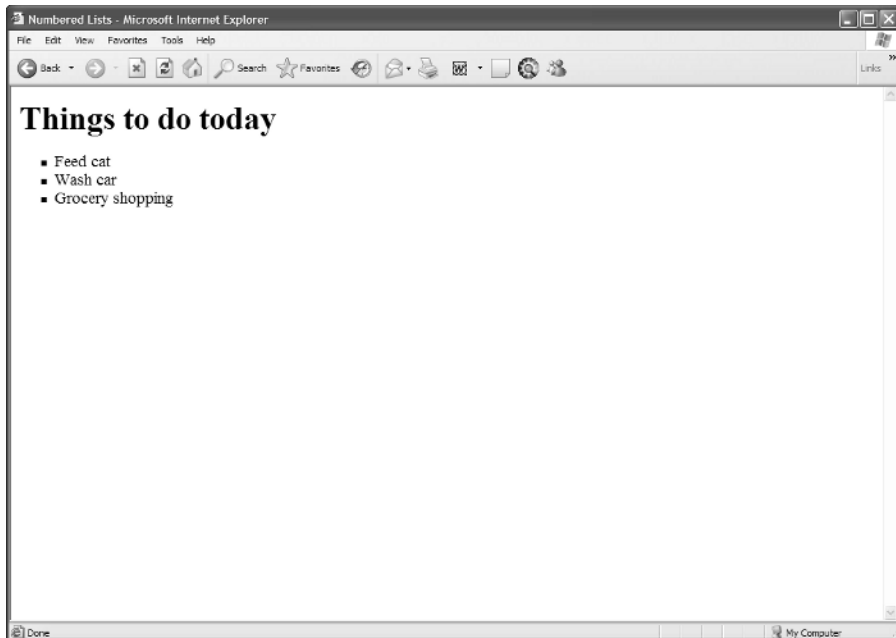 Numbered Lists - Microsoft Internet Explorer
File Edit View Favorites Tools Help
Back Search Favorites Links
Things to do today
Feed cat
Wash car
Grocery shopping
Done My Computer